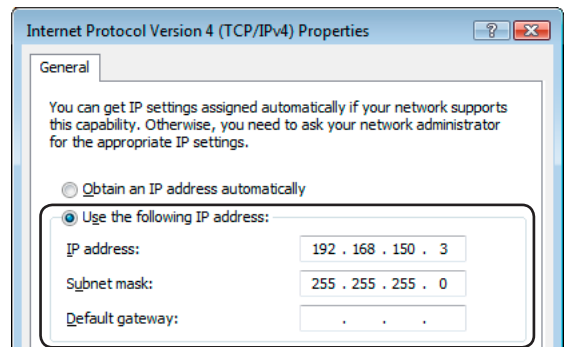 Internet Protocol Version 4 (TCP/IPv4) Properties
General
You can get IP settings assigned automatically if your network supports
this capability. Otherwise, you need to ask your network administrator
for the appropriate IP settings.
Obtain an IP address automatically
Use the following IP address:
IP address: 192 . 168 . 150 . 3
Subnet mask: 255 . 255 . 255 . 0
Default gateway: . . .